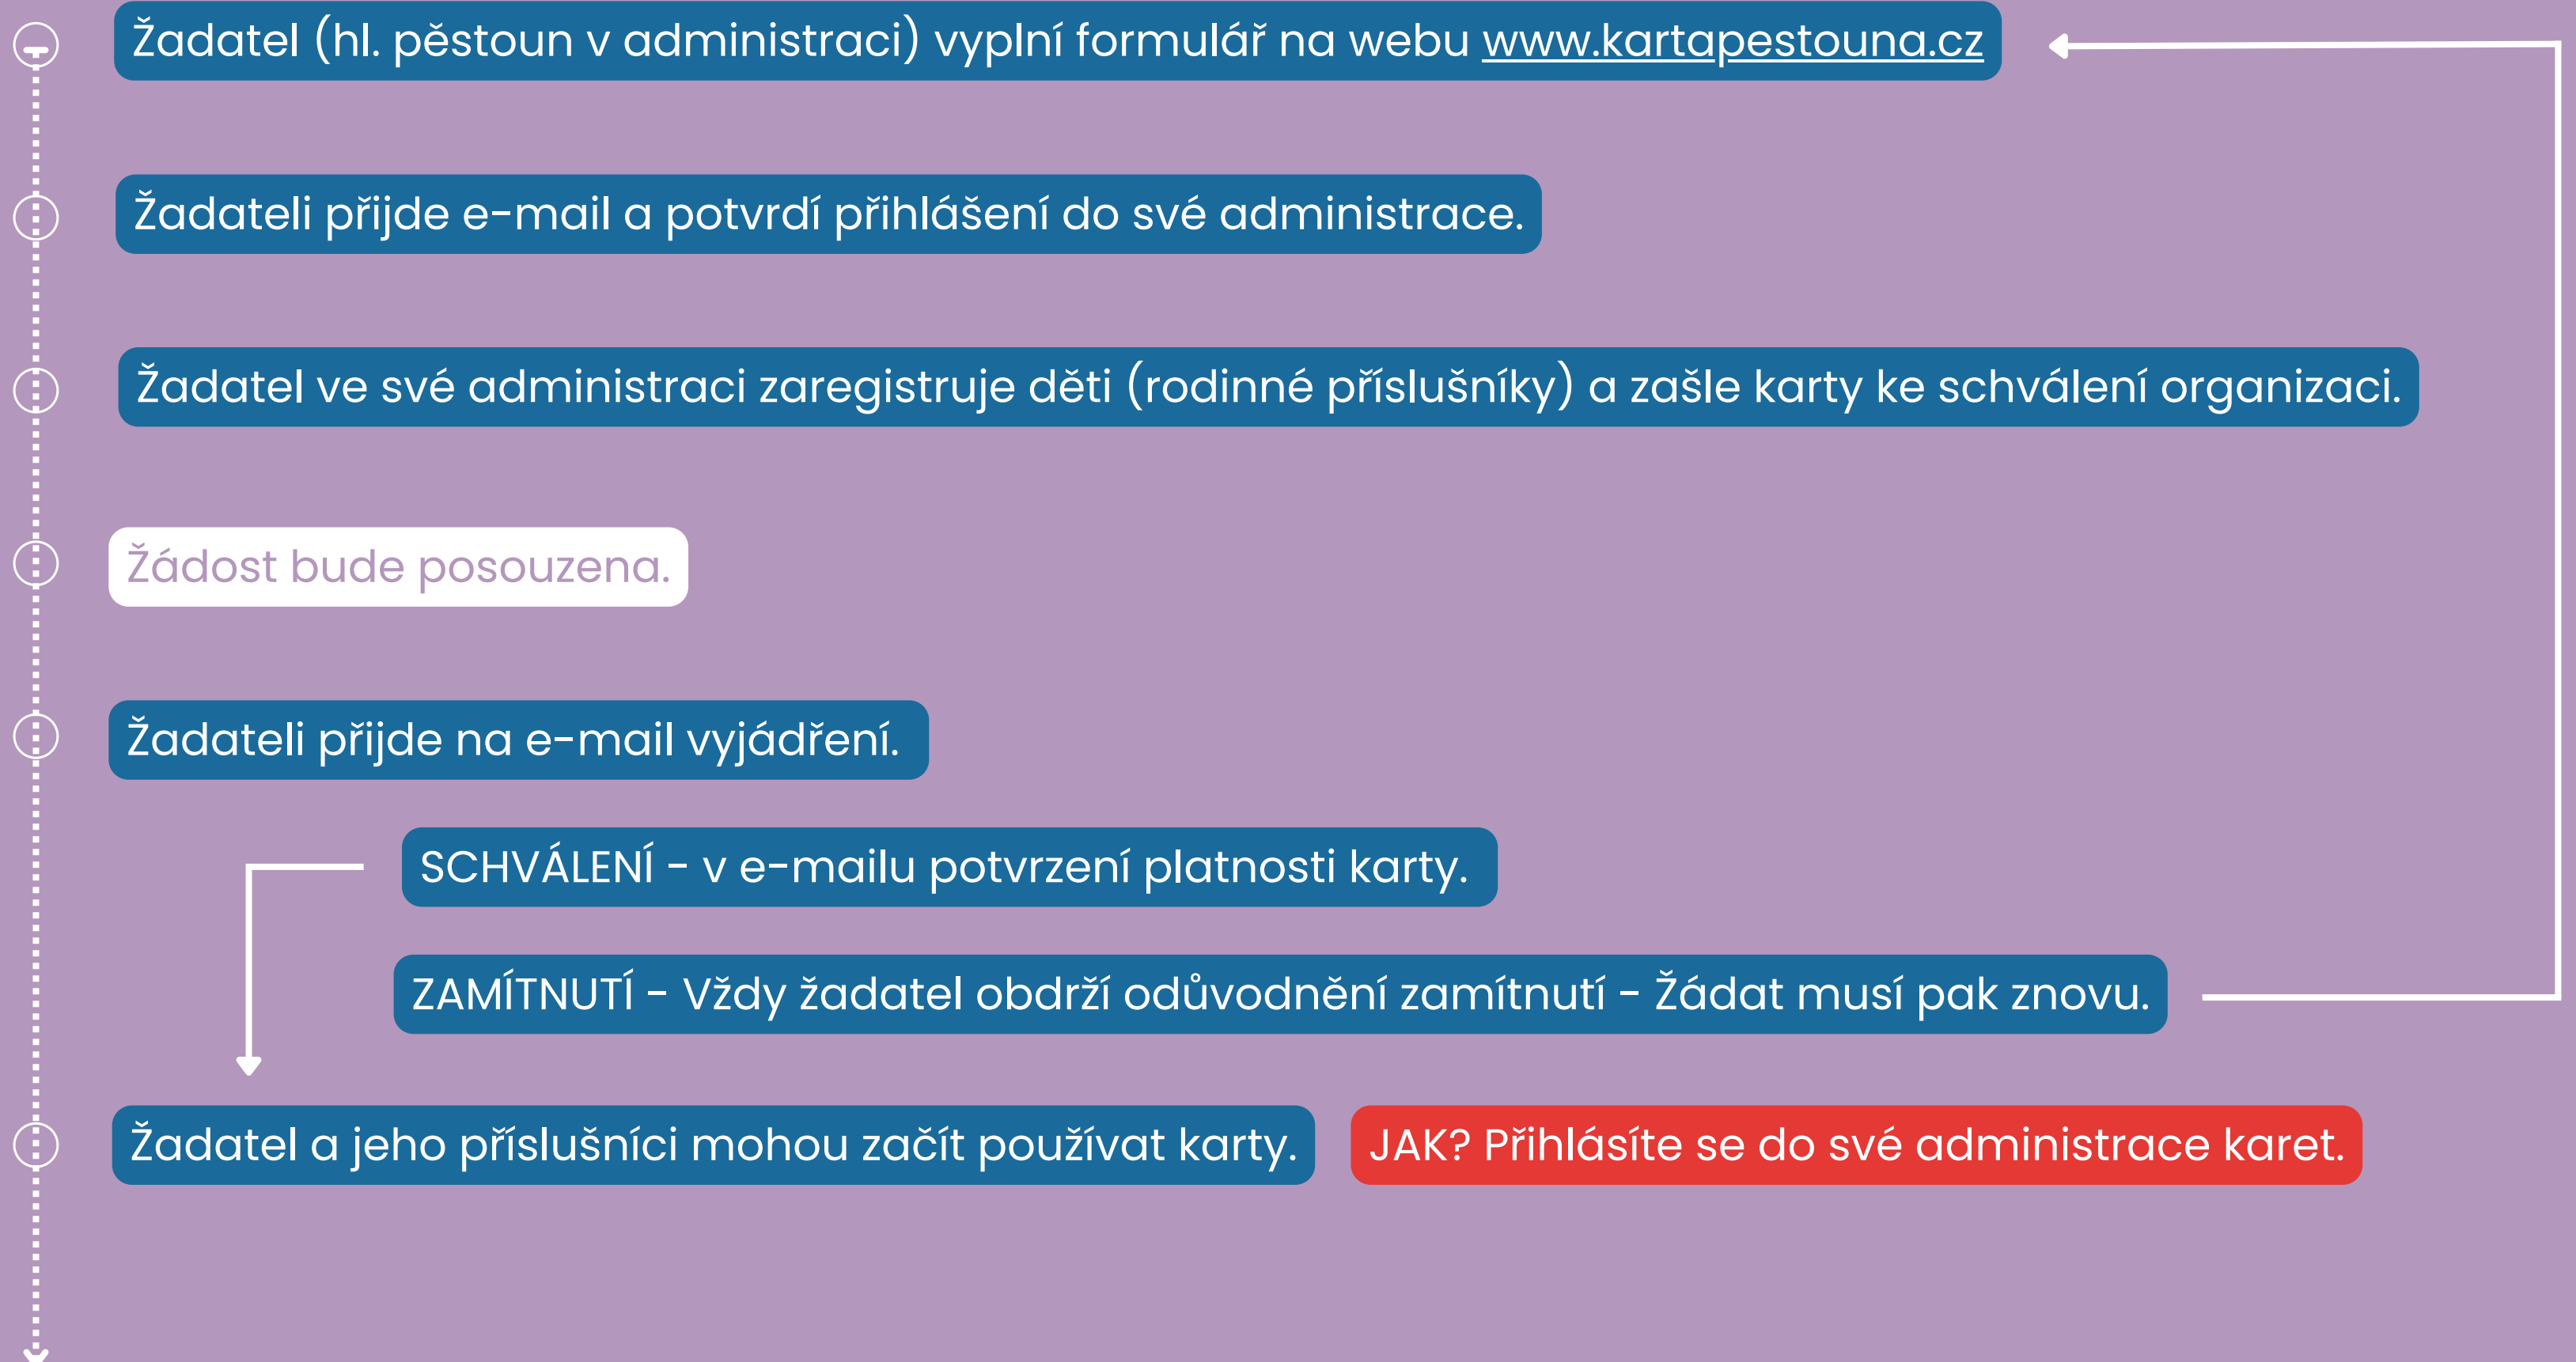 Žadatel (hl. pěstoun v administraci) vyplní formulář na webu www.kartapestouna.cz
Žadateli přijde e-mail a potvrdí přihlášení do své administrace.
Žadatel ve své administraci zaregistruje děti (rodinné příslušníky) a zašle karty ke schválení organizaci.
Žádost bude posouzena.
Žadateli přijde na e-mail vyjádření.
SCHVÁLENÍ - v e-mailu potvrzení platnosti karty.
ZAMÍTNUTÍ - Vždy žadatel obdrží odůvodnění zamítnutí - Žádat musí pak znovu.
Žadatel a jeho příslušníci mohou začít používat karty.
JAK? Přihlásíte se do své administrace karet.